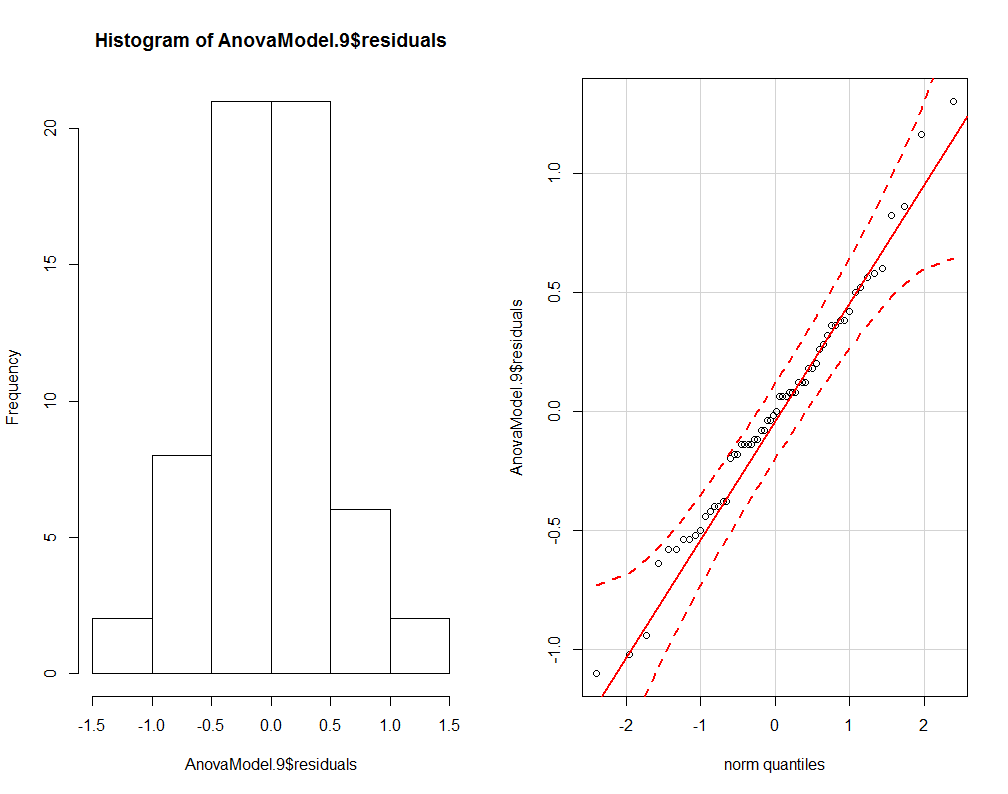 Histogram of AnovaModel.9$residuals
Frequency
20
15
10
5
0
-1.5 -1.0 -0.5 0.0 0.5 1.0 1.5
AnovaModel.9$residuals
AnovaModel.9$residuals
1.0
0.5
0.0
-0.5
-1.0
-2 -1 0 1 2
norm quantiles